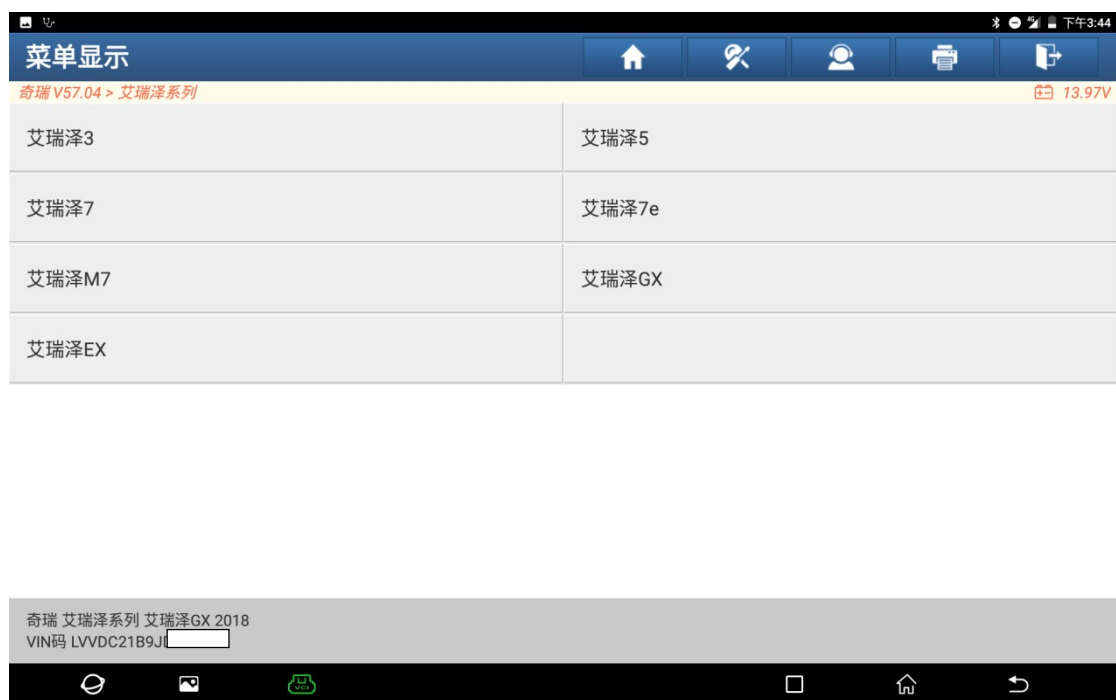 下午3:44
菜单显示
奇瑞 V57.04 > 艾瑞泽系列
13.97V
艾瑞泽3
艾瑞泽5
艾瑞泽7
艾瑞泽7e
艾瑞泽M7
艾瑞泽GX
艾瑞泽EX
奇瑞 艾瑞泽系列 艾瑞泽GX 2018
VIN码 LVVDC21B9J
VCI